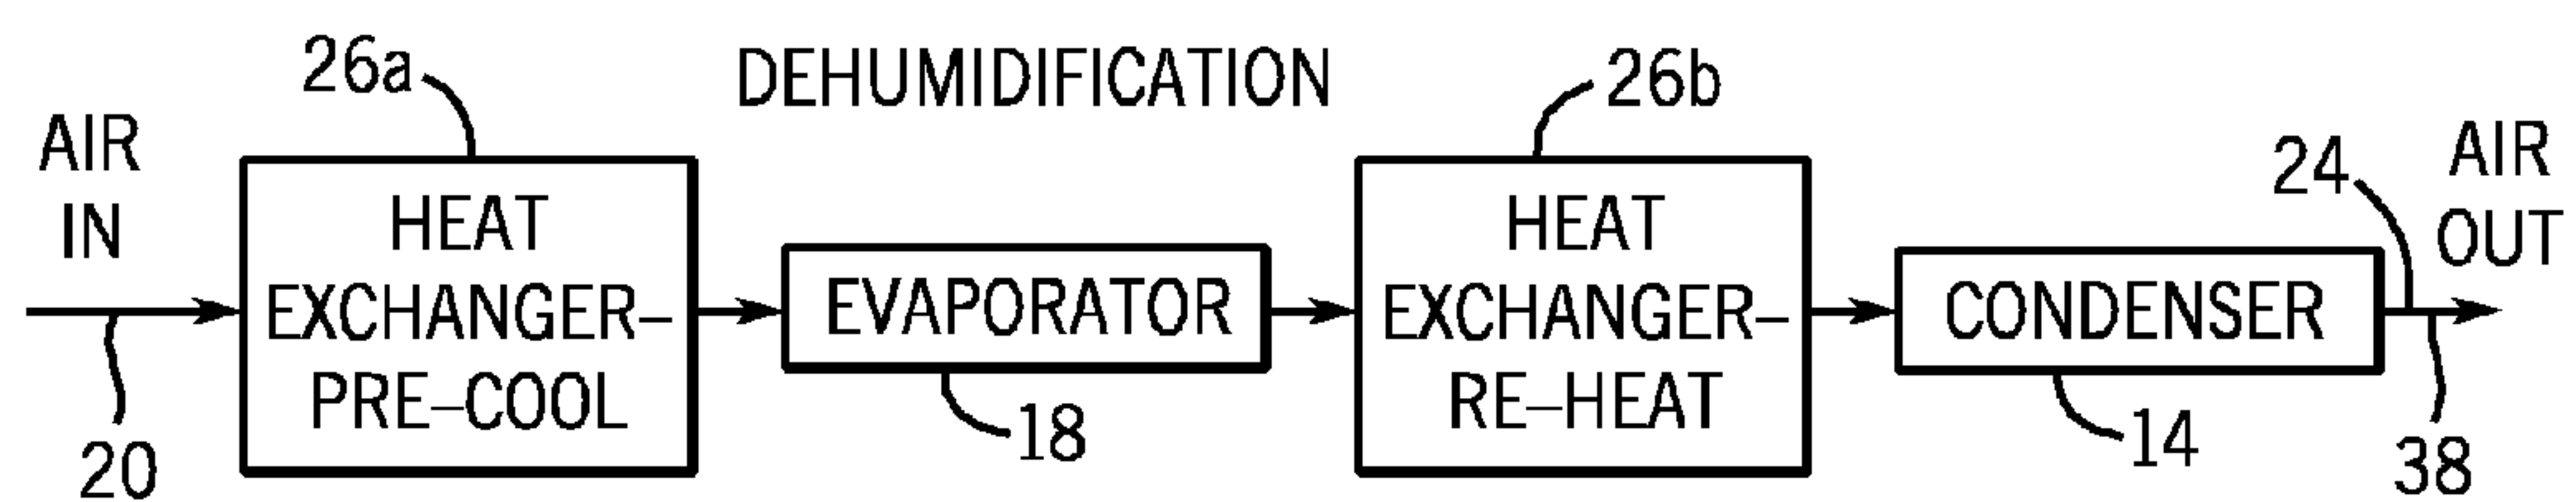 26a
DEHUMIDIFICATION
26b
AIR
IN
24
AIR
OUT
HEAT
EXCHANGER–
PRE–COOL
EVAPORATOR
HEAT
EXCHANGER–
RE–HEAT
CONDENSER
20
18
14
38